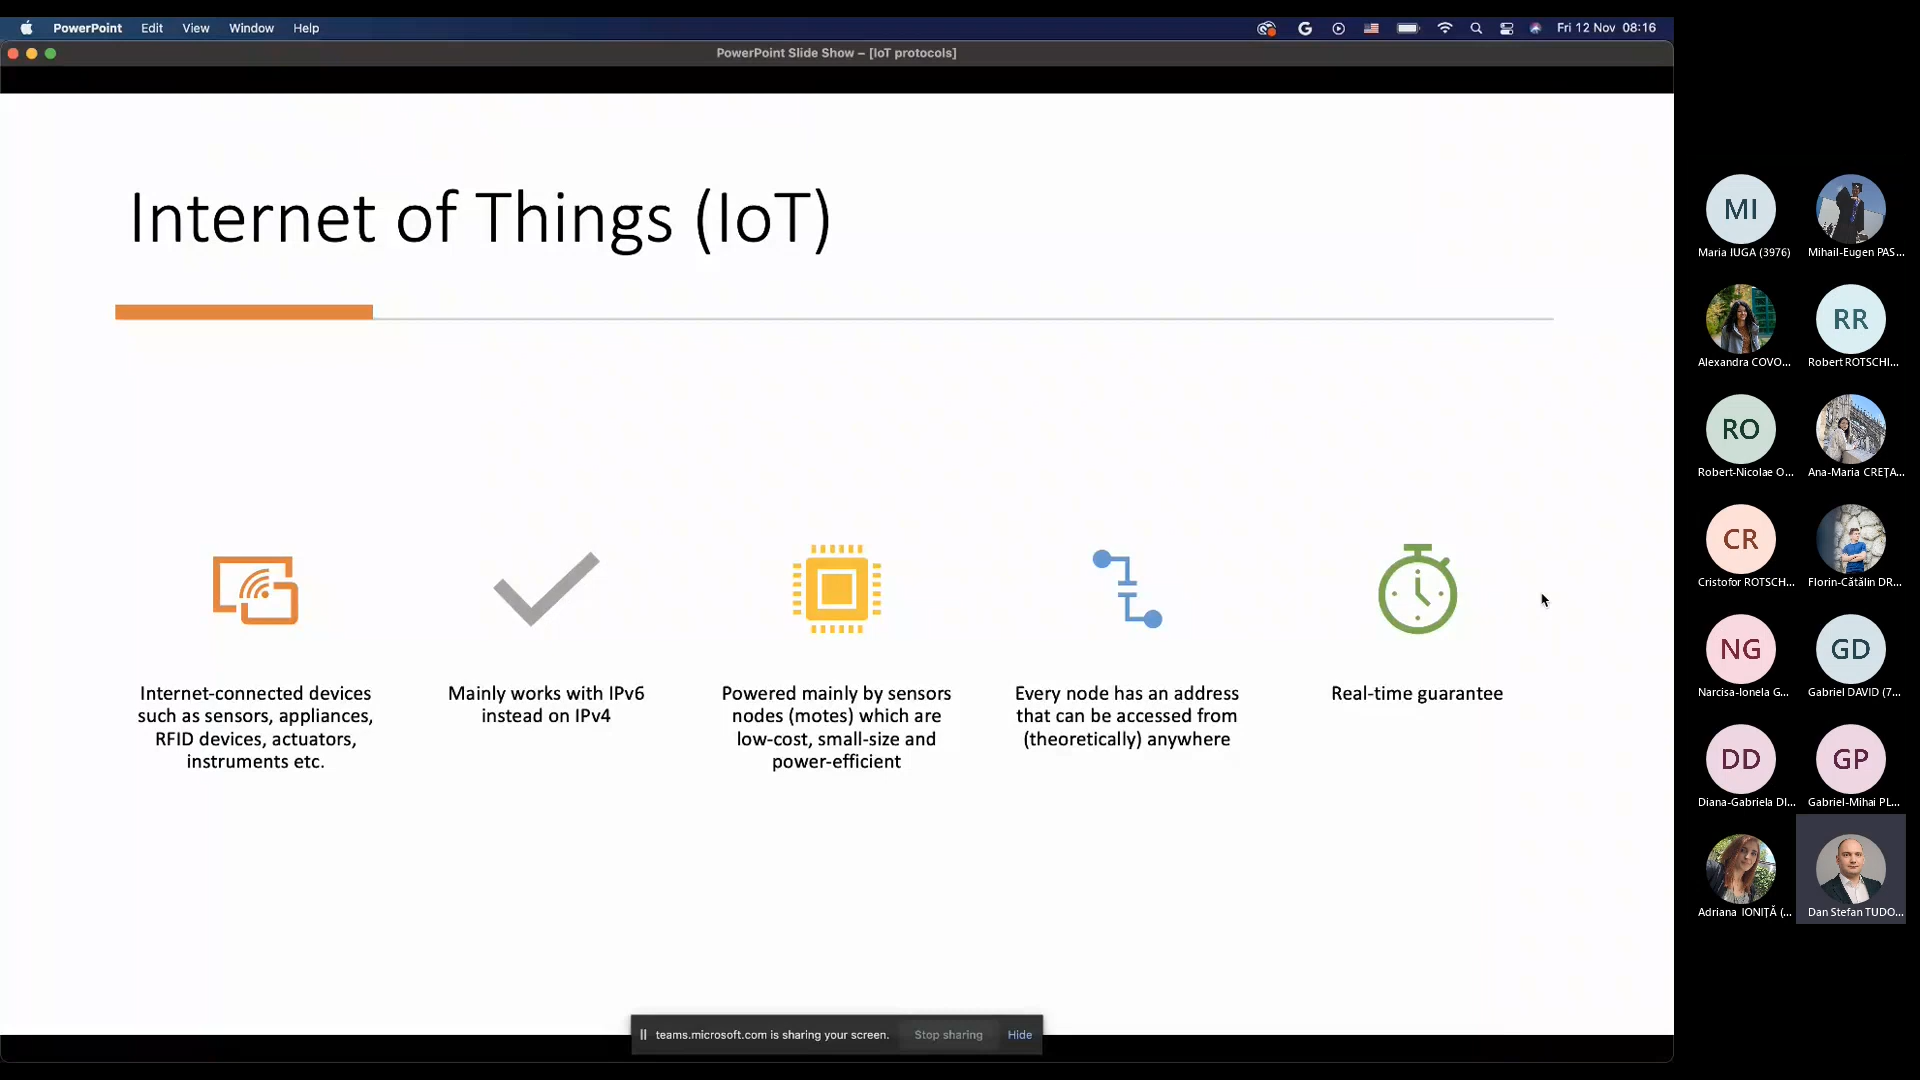 PowerPoint Edit View Window Help
Fri 12 Nov 08:16
PowerPoint Slide Show – [IoT protocols]
Internet of Things (IoT)
Internet-connected devices
such as sensors, appliances,
RFID devices, actuators,
instruments etc.
Mainly works with IPv6
instead on IPv4
Powered mainly by sensors
nodes (motes) which are
low-cost, small-size and
power-efficient
Every node has an address
that can be accessed from
(theoretically) anywhere
Real-time guarantee
teams.microsoft.com is sharing your screen. Stop sharing Hide
MI
Maria IUGA (3976)
Mihail-Eugen PAS...
Alexandra COVO...
RR
Robert ROTSCHI...
RO
Robert-Nicolae O...
Ana-Maria CREȚA...
CR
Cristofor ROTSCH...
Florin-Cătălin DR...
NG
Narcisa-Ionela G...
GD
Gabriel DAVID (7...
DD
Diana-Gabriela DI...
GP
Gabriel-Mihai PL...
Adriana IONIȚĂ (...
Dan Stefan TUDO...